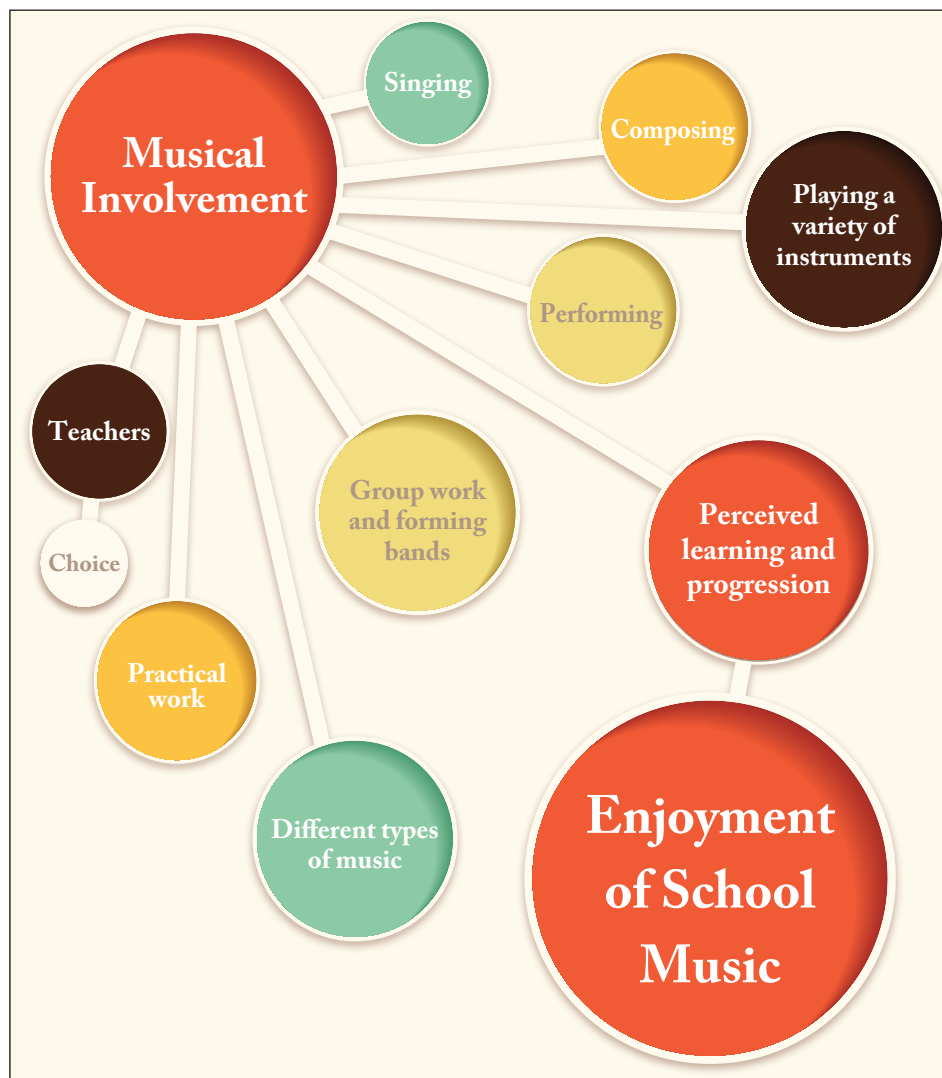 Singing
Composing
Musical
Involvement
Playing a
variety of
instruments
Performing
Teachers
Group work
and forming
bands
Perceived
learning and
progression
Choice
Practical
work
Different types
of music
Enjoyment
of School
Music